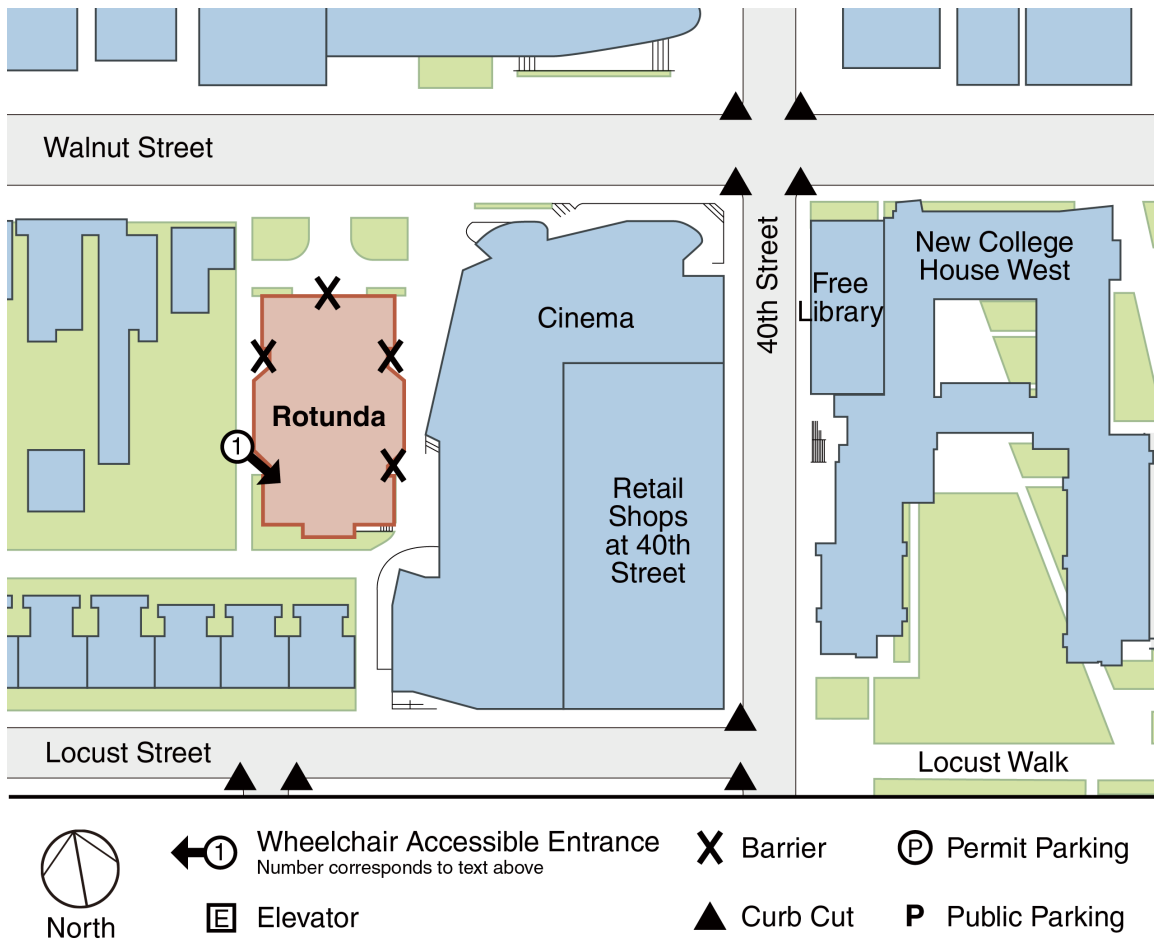 Walnut Street
40th Street
New College
House West
Free
Library
Cinema
Rotunda
1
Retail
Shops
at 40th
Street
Locust Street
Locust Walk
North
1
Wheelchair Accessible Entrance
Number corresponds to text above
E
Elevator
Barrier
Curb Cut
P
Permit Parking
P
Public Parking